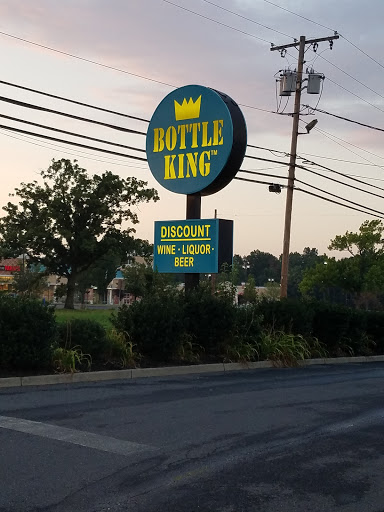 BOTTLE
KING™
DISCOUNT
WINE · LIQUOR
BEER